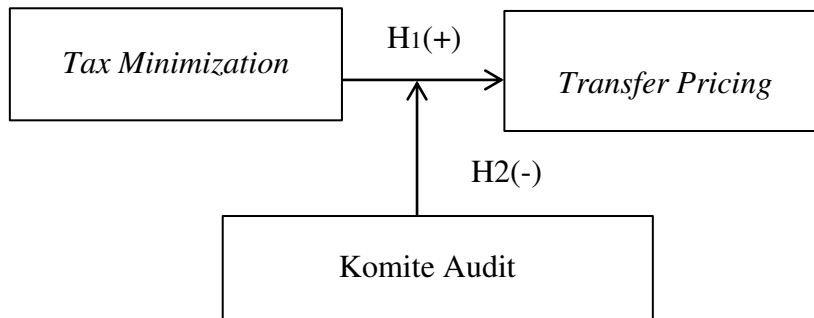 H1(+)
Tax Minimization
Transfer Pricing
H2(-)
Komite Audit